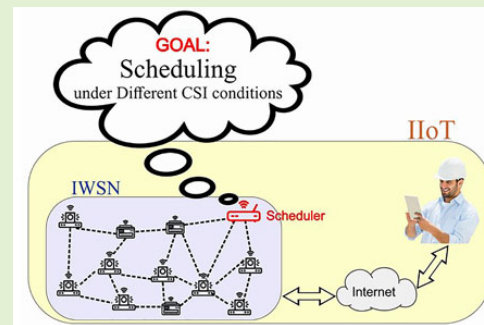 GOAL:
Scheduling
under Different CSI conditions
IIoT
IWSN
Scheduler
Internet